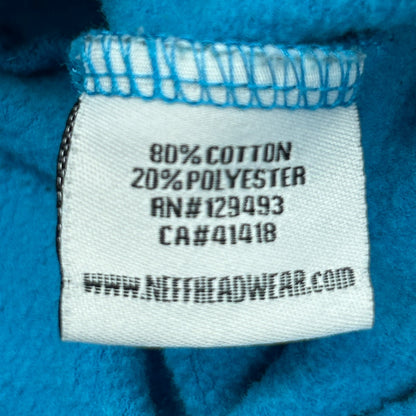 80% COTTON
20% POLYESTER
RN#129493
CA#41418
WWW.NEFFHEADWEAR.com